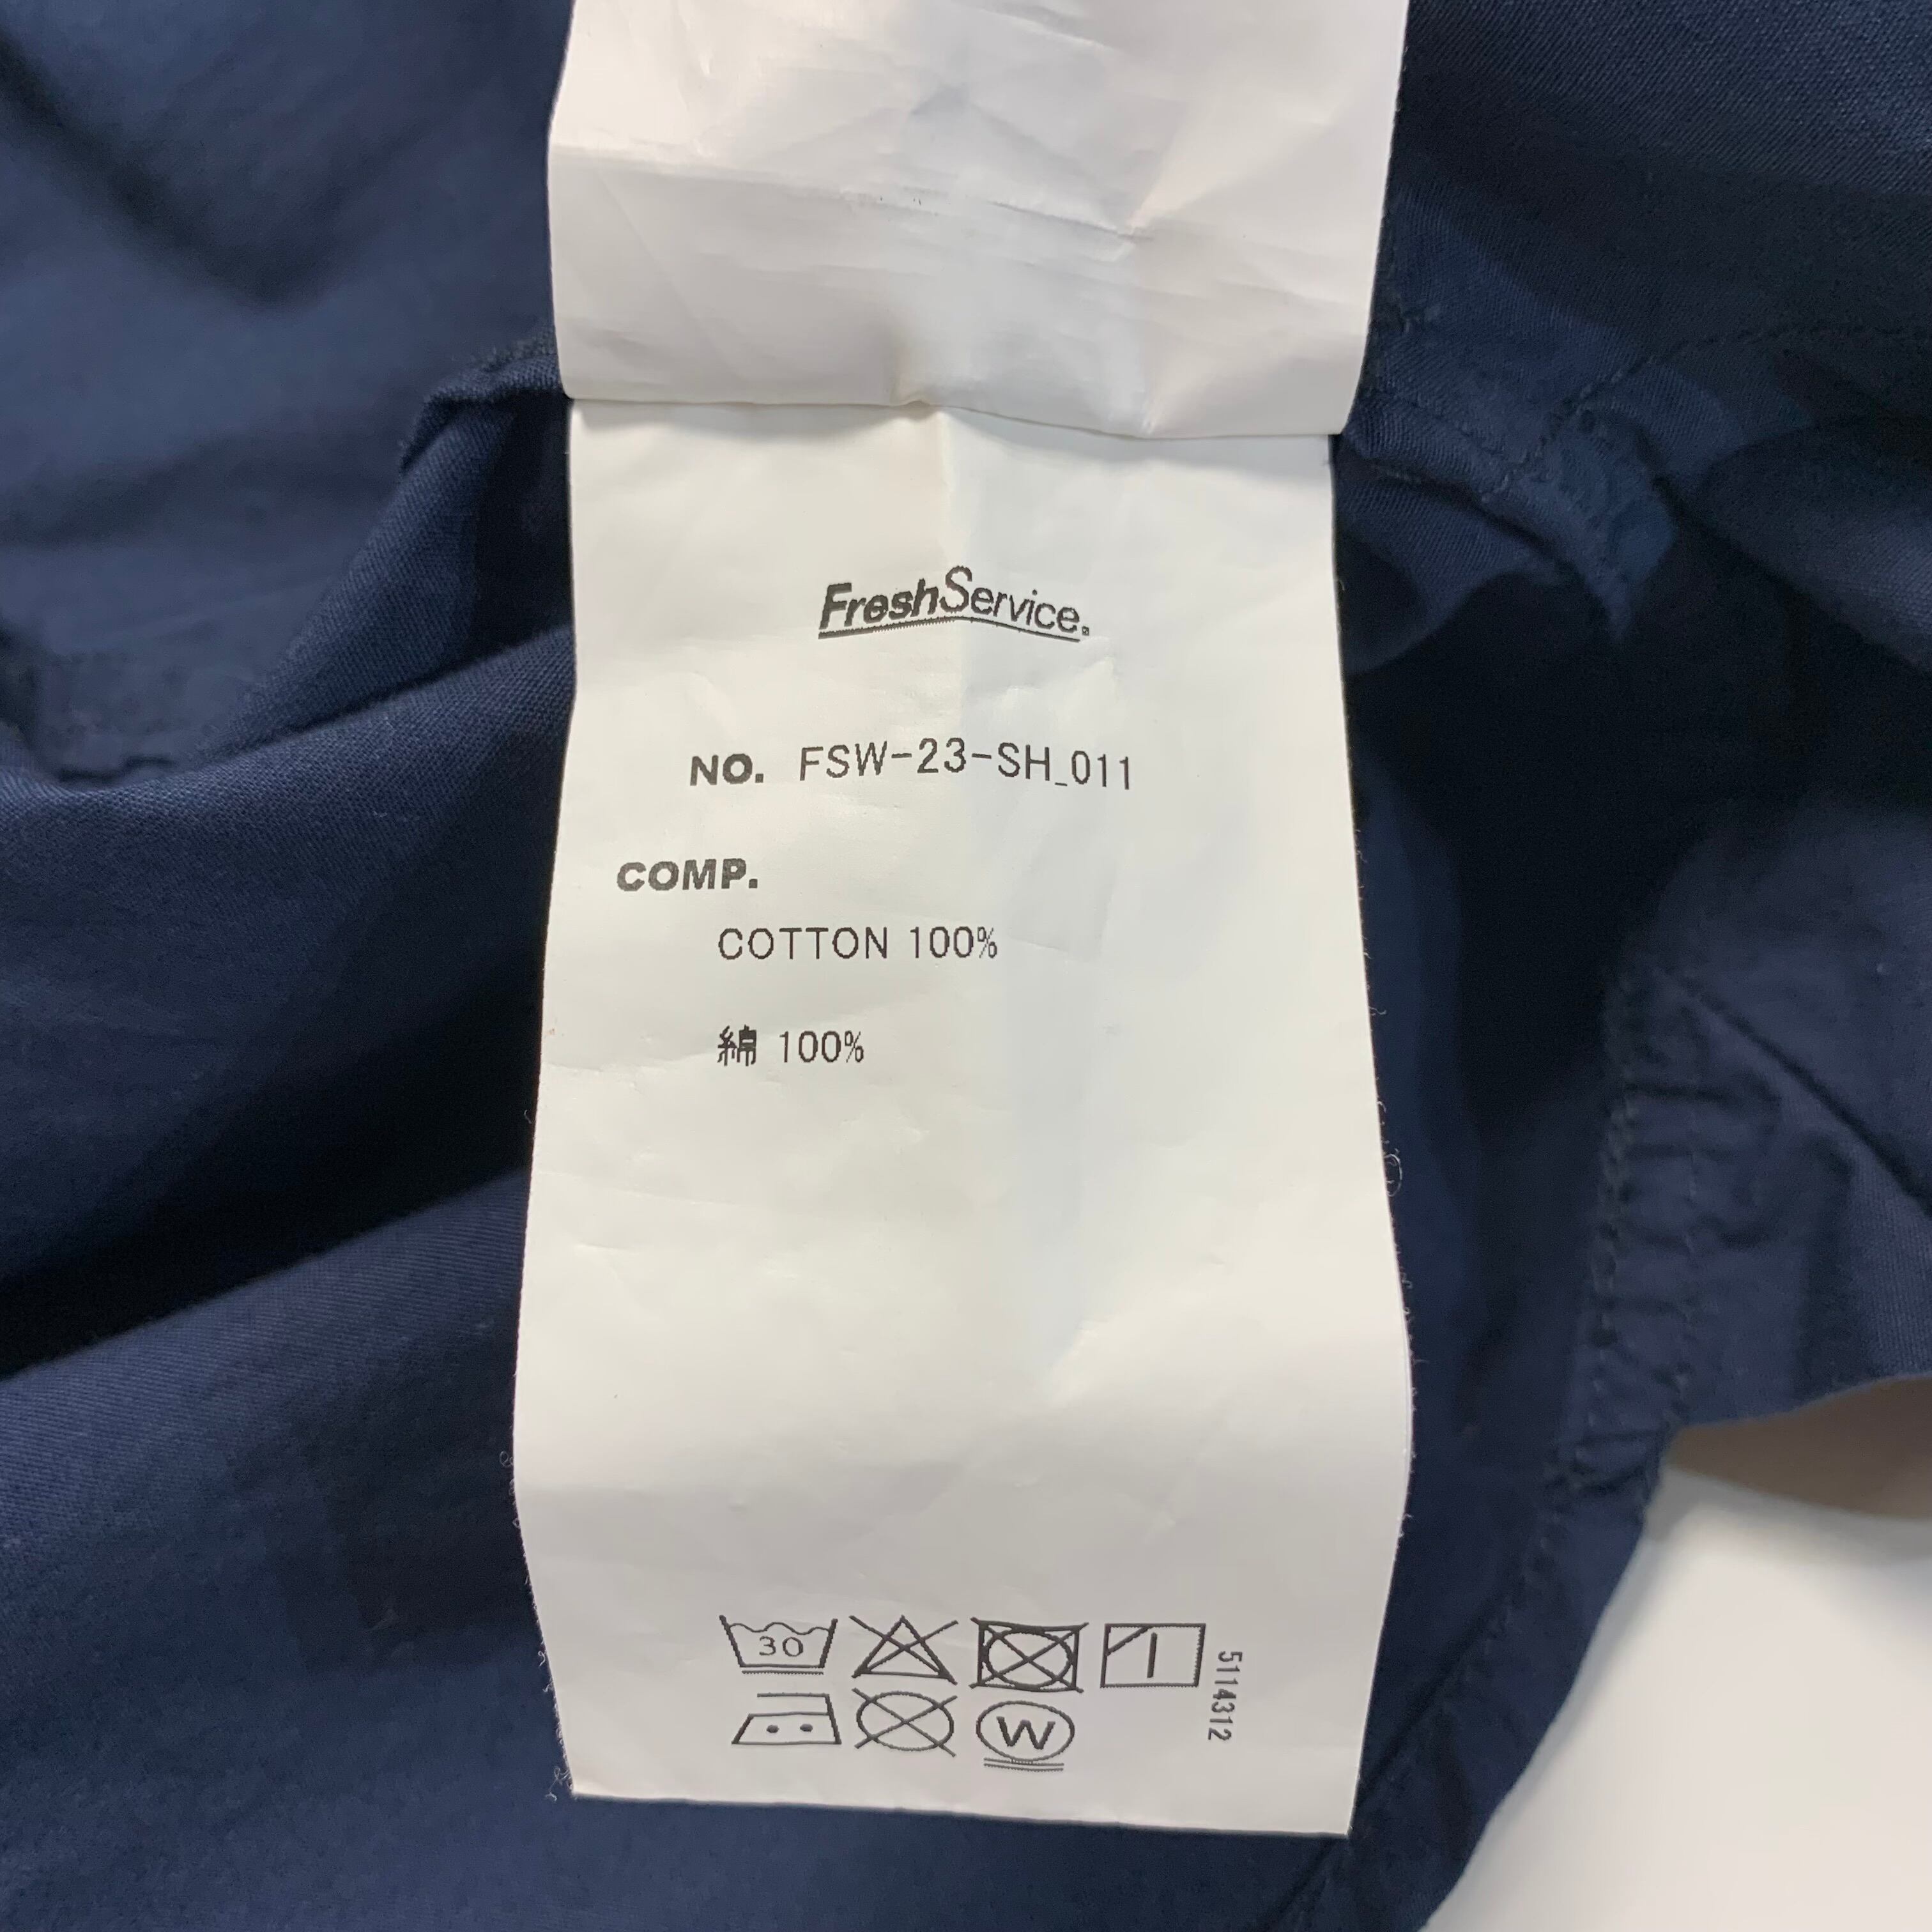 FreshService®
NO. FSW-23-SH_011
COMP.
COTTON 100%
綿 100%
30
W
5114312